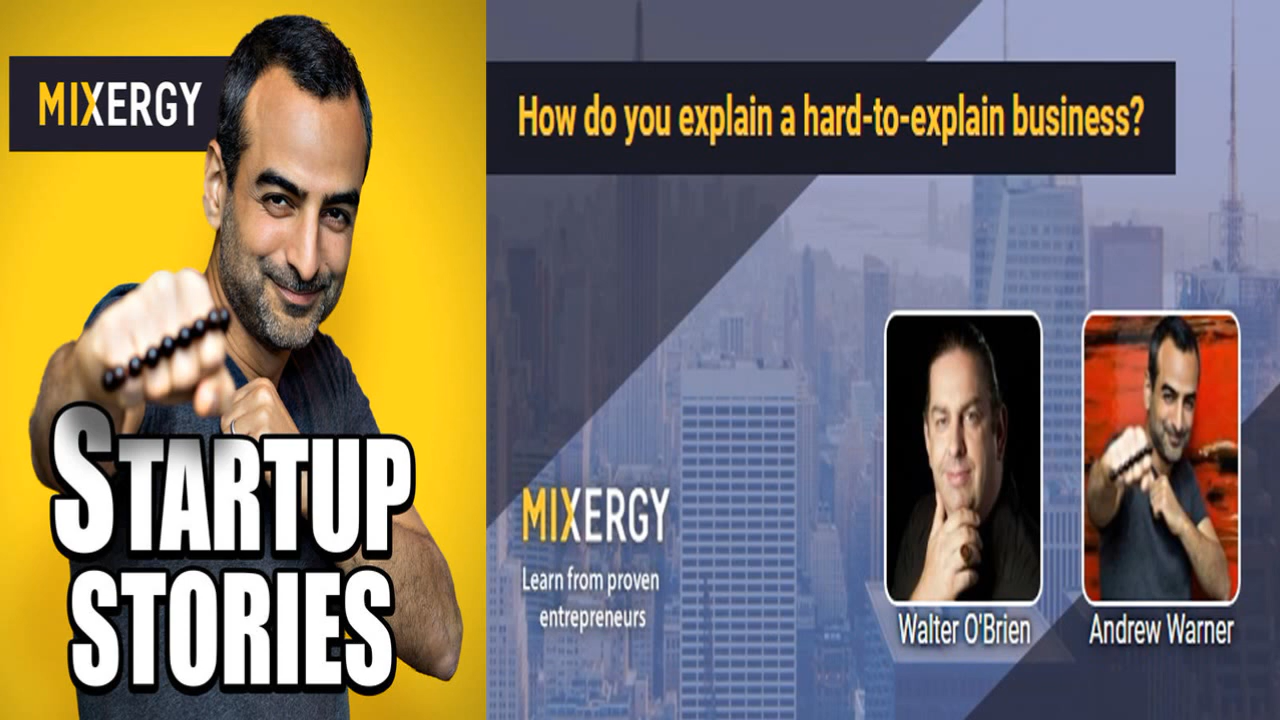 MIXERGY
STARTUP
STORIES
How do you explain a hard-to-explain business?
MIXERGY
Learn from proven
entrepreneurs
Walter O'Brien
Andrew Warner